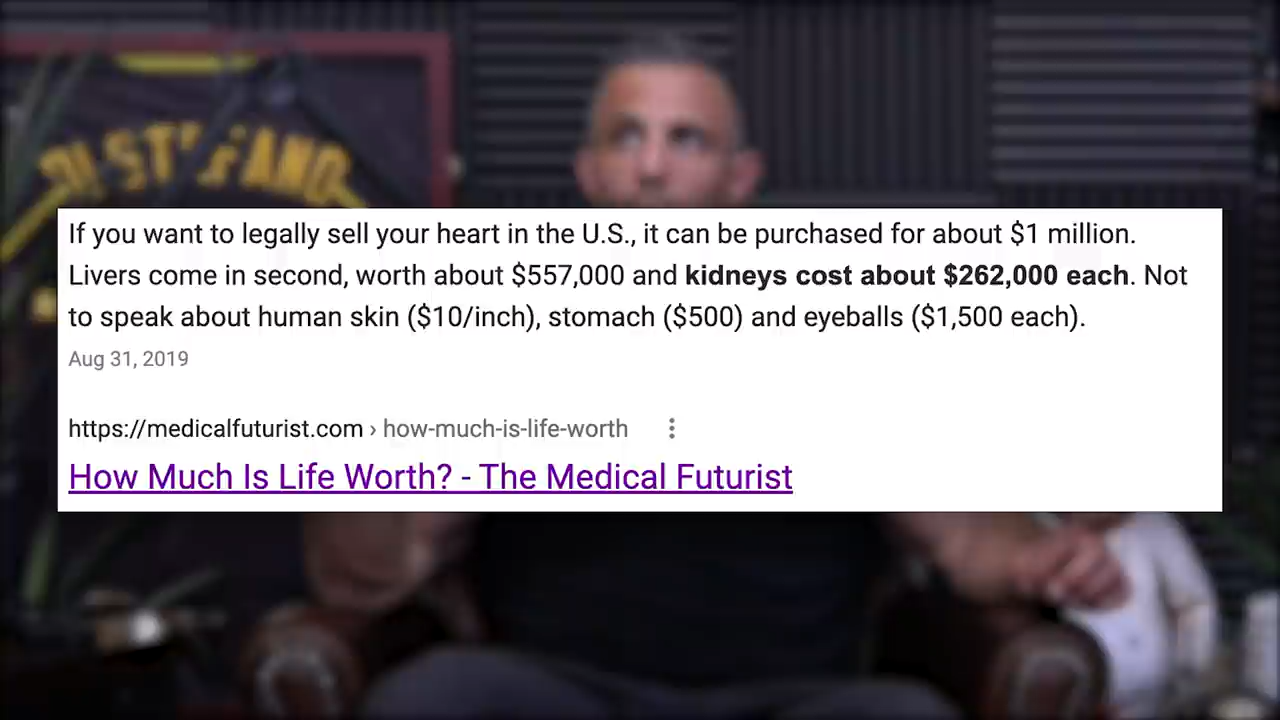 DI STEFANO
If you want to legally sell your heart in the U.S., it can be purchased for about $1 million.
Livers come in second, worth about $557,000 and kidneys cost about $262,000 each. Not
to speak about human skin ($10/inch), stomach ($500) and eyeballs ($1,500 each).
Aug 31, 2019
https://medicalfuturist.com › how-much-is-life-worth
How Much Is Life Worth? - The Medical Futurist